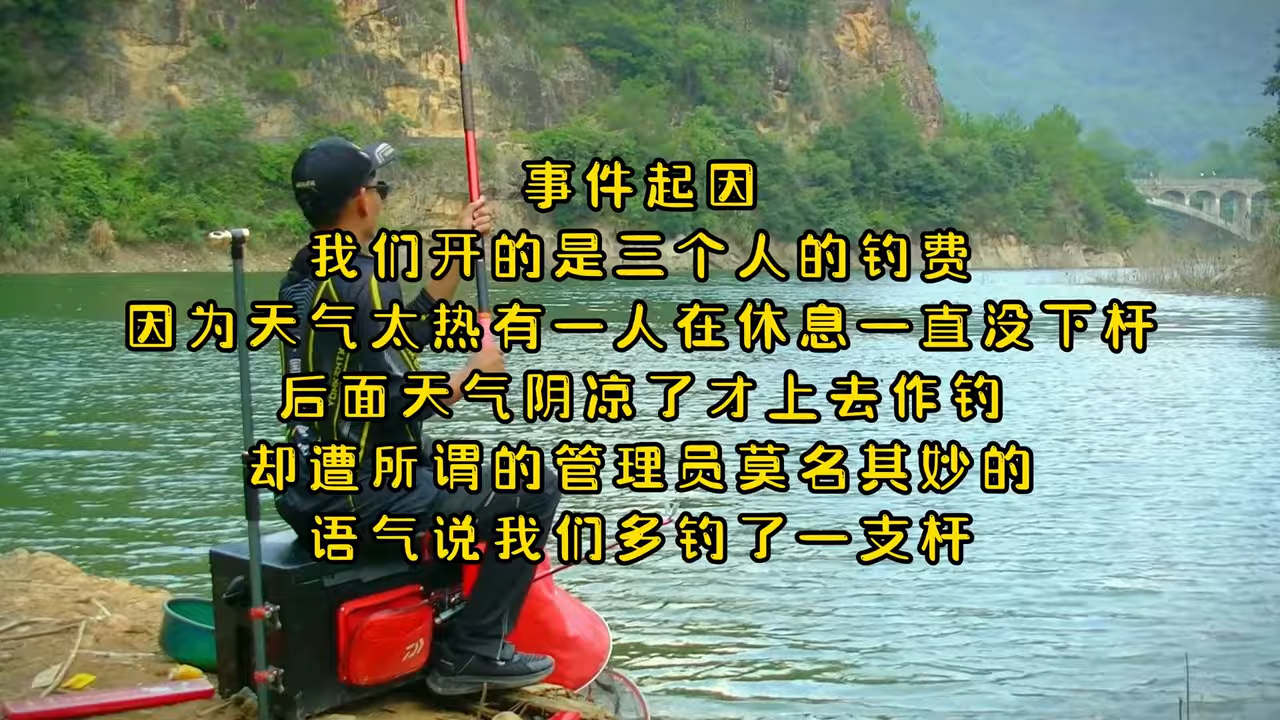 事件起因
我们开的是三个人的钓费
因为天气太热有一人在休息一直没下杆
后面天气阴凉了才上去作钓
却遭所谓的管理员莫名其妙的
语气说我们多钓了一支杆